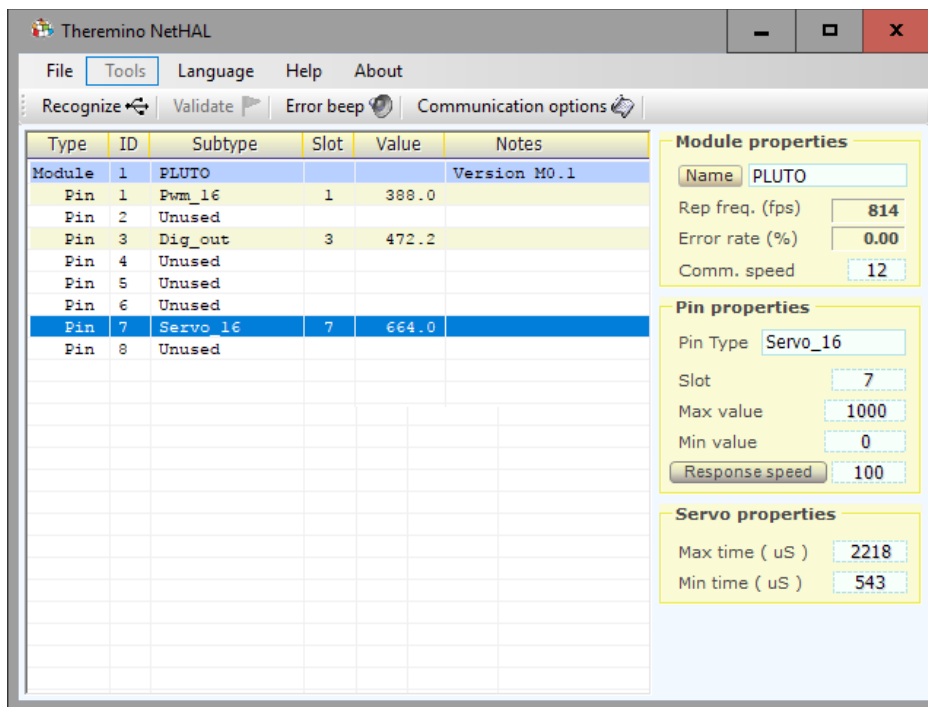 Theremino NetHAL
File Tools Language Help About
Recognize Validate Error beep Communication options
Type ID Subtype Slot Value Notes
Module 1 PLUTO Version M0.1
Pin 1 Pwm_16 1 388.0
Pin 2 Unused
Pin 3 Dig_out 3 472.2
Pin 4 Unused
Pin 5 Unused
Pin 6 Unused
Pin 7 Servo_16 7 664.0
Pin 8 Unused
Module properties
Name PLUTO
Rep freq. (fps) 814
Error rate (%) 0.00
Comm. speed 12
Pin properties
Pin Type Servo_16
Slot 7
Max value 1000
Min value 0
Response speed 100
Servo properties
Max time ( uS ) 2218
Min time ( uS ) 543